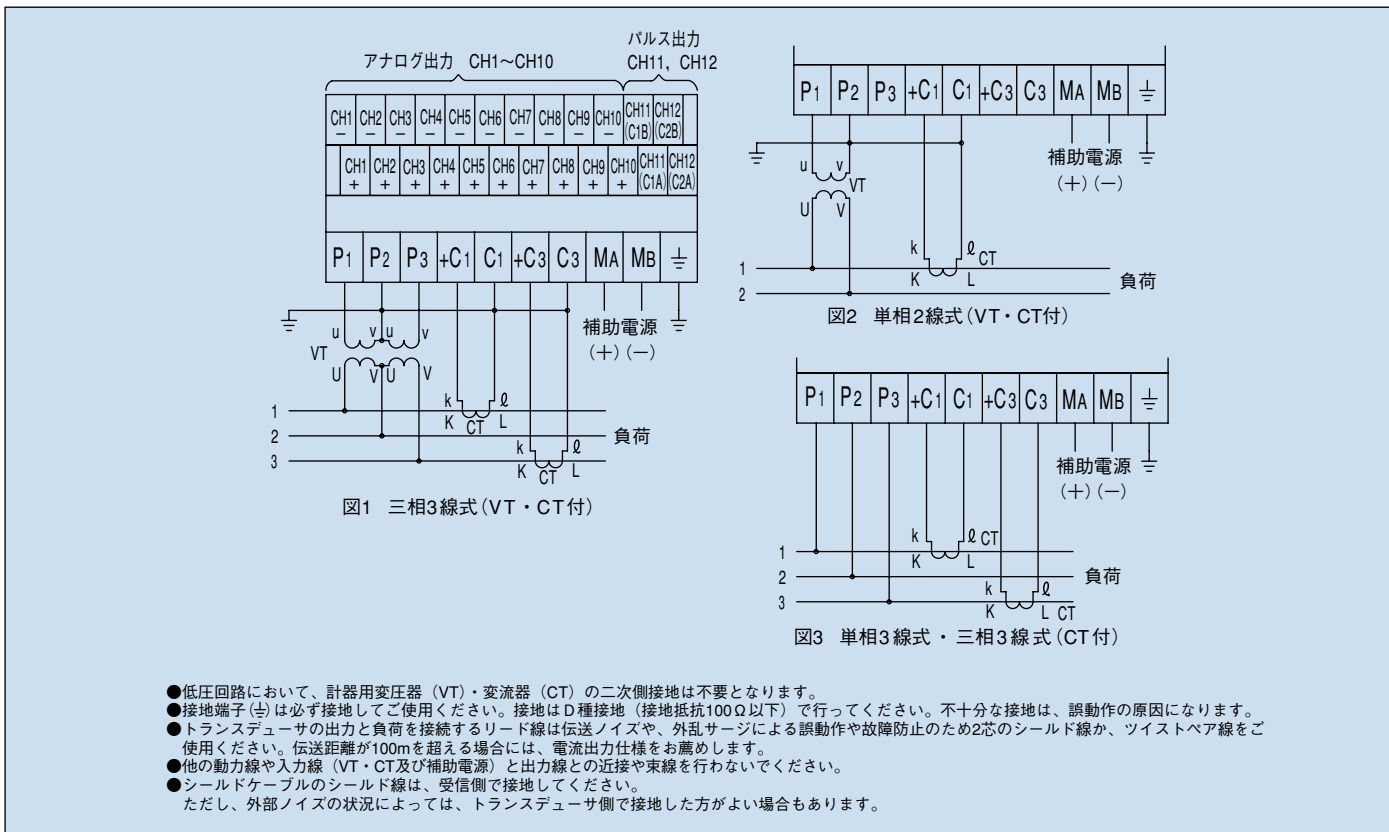 アナログ出力 CH1～CH10
パルス出力
CH11，CH12
CH1 CH2 CH3 CH4 CH5 CH6 CH7 CH8 CH9 CH10 CH11 CH12
－ － － － － － － － － － (C1B) (C2B)
CH1 CH2 CH3 CH4 CH5 CH6 CH7 CH8 CH9 CH10 CH11 CH12
＋ ＋ ＋ ＋ ＋ ＋ ＋ ＋ ＋ ＋ (C1A) (C2A)
P1 P2 P3 +C1 C1 +C3 C3 MA MB ⏚
u v u v
VT
U V U V
補助電源
(＋)(－)
k ℓ
K CT L
k ℓ
K CT L
1
2
3
負荷
図1 三相3線式(VT・CT付)
P1 P2 P3 +C1 C1 +C3 C3 MA MB ⏚
補助電源
(＋)(－)
u v
VT
U V
k ℓ CT
K L
1
2
負荷
図2 単相2線式(VT・CT付)
P1 P2 P3 +C1 C1 +C3 C3 MA MB ⏚
補助電源
(＋)(－)
k ℓ CT
K L
k ℓ
K L CT
1
2
3
負荷
図3 単相3線式・三相3線式(CT付)
●低圧回路において、計器用変圧器（VT）・変流器（CT）の二次側接地は不要となります。
●接地端子(⏚)は必ず接地してご使用ください。接地はD種接地（接地抵抗100Ω以下）で行ってください。不十分な接地は、誤動作の原因になります。
●トランスデューサの出力と負荷を接続するリード線は伝送ノイズや、外乱サージによる誤動作や故障防止のため2芯のシールド線か、ツイストペア線をご
使用ください。伝送距離が100mを超える場合には、電流出力仕様をお薦めします。
●他の動力線や入力線（VT・CT及び補助電源）と出力線との近接や束線を行わないでください。
●シールドケーブルのシールド線は、受信側で接地してください。
ただし、外部ノイズの状況によっては、トランスデューサ側で接地した方がよい場合もあります。